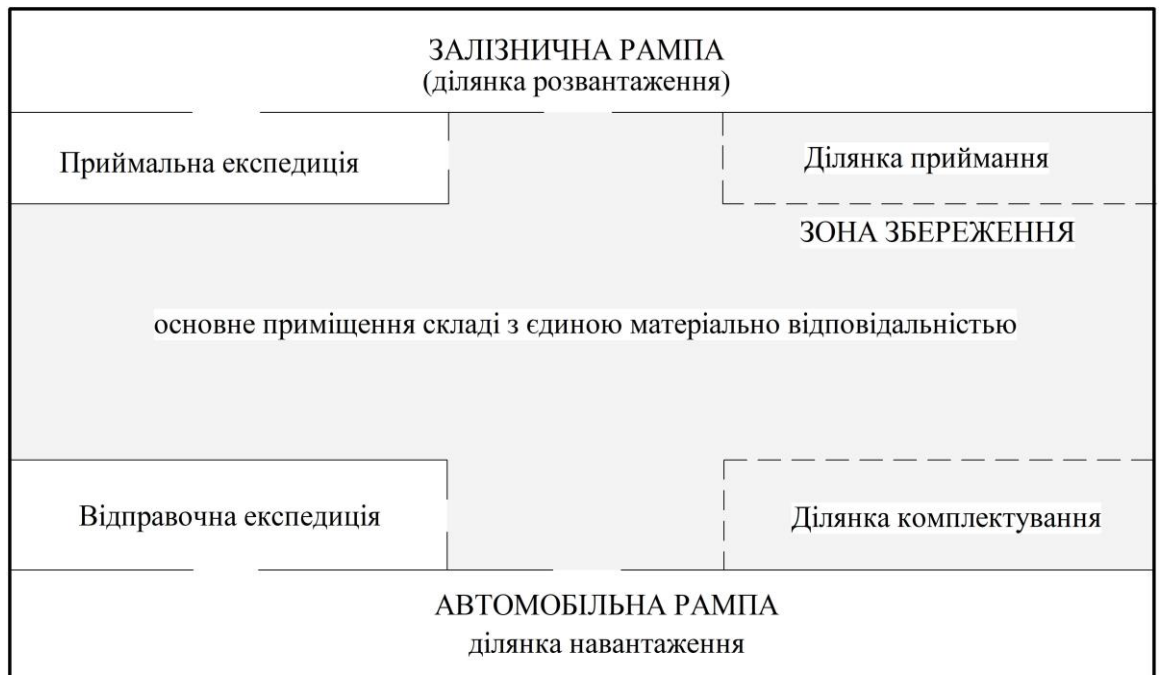 ЗАЛІЗНИЧНА РАМПА
(ділянка розвантаження)
Приймальна експедиція
Ділянка приймання
ЗОНА ЗБЕРЕЖЕННЯ
основне приміщення складі з єдиною матеріально відповідальністью
Відправочна експедиція
Ділянка комплектування
АВТОМОБІЛЬНА РАМПА
ділянка навантаження